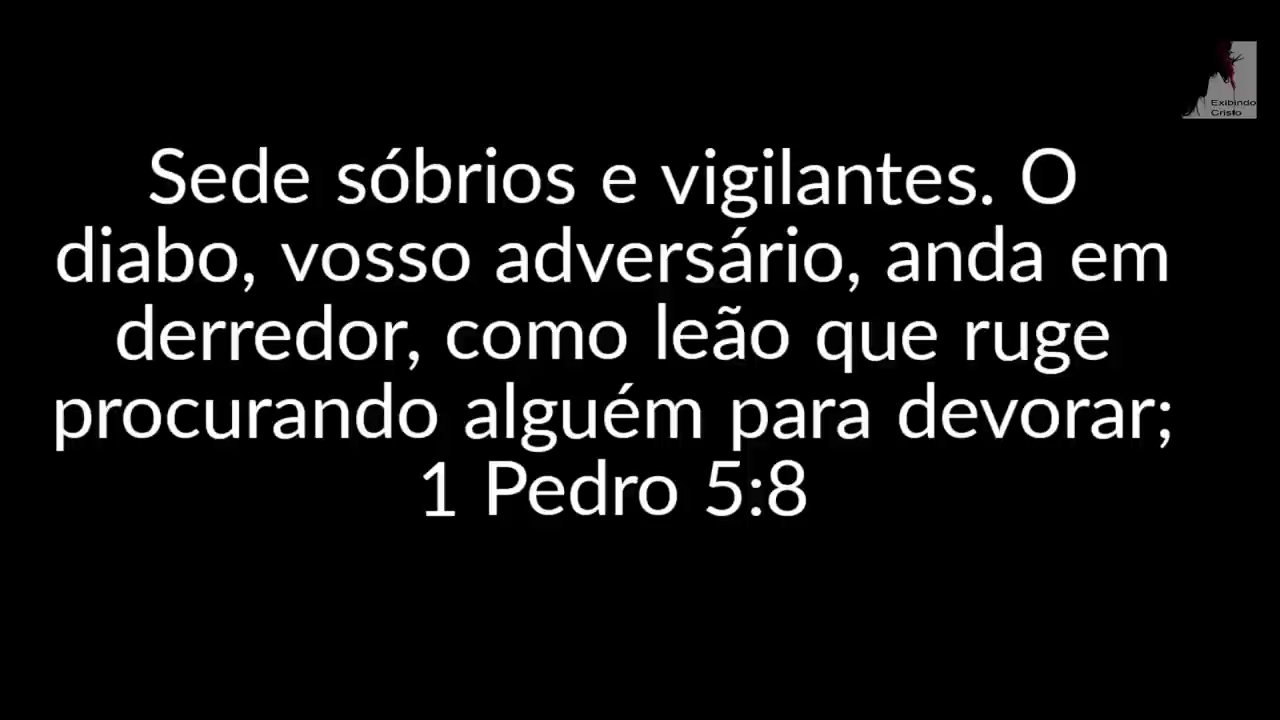 Exibindo
Cristo
Sede sóbrios e vigilantes. O
diabo, vosso adversário, anda em
derredor, como leão que ruge
procurando alguém para devorar;
1 Pedro 5:8